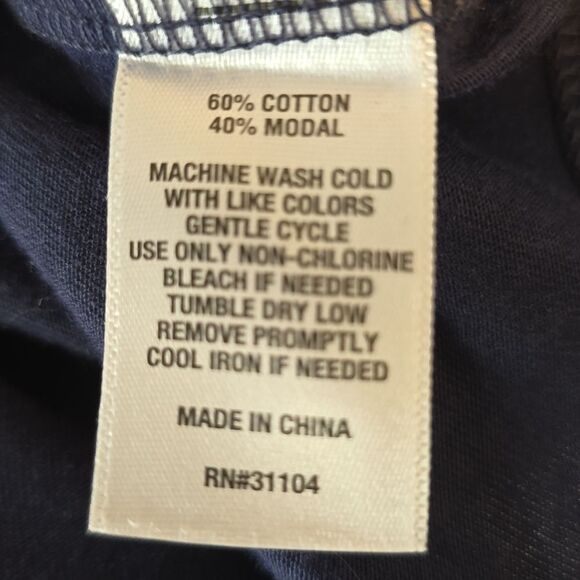 60% COTTON
40% MODAL
MACHINE WASH COLD
WITH LIKE COLORS
GENTLE CYCLE
USE ONLY NON-CHLORINE
BLEACH IF NEEDED
TUMBLE DRY LOW
REMOVE PROMPTLY
COOL IRON IF NEEDED
MADE IN CHINA
RN#31104